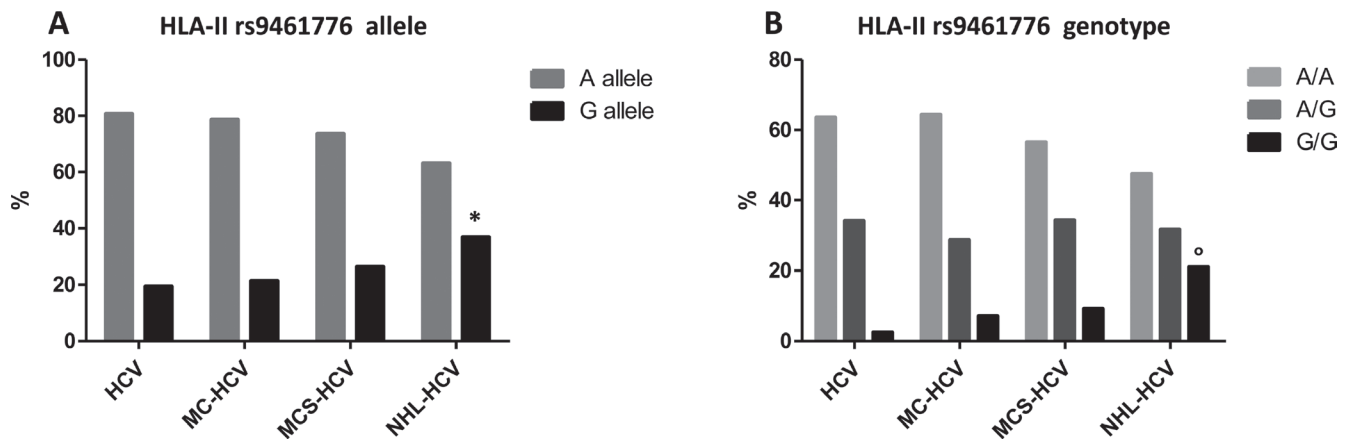 A HLA-II rs9461776 allele
100
80
60
40
20
0
%
HCV
MC-HCV
MCS-HCV
NHL-HCV
*
A allele
G allele
B HLA-II rs9461776 genotype
80
60
40
20
0
%
HCV
MC-HCV
MCS-HCV
NHL-HCV
°
A/A
A/G
G/G